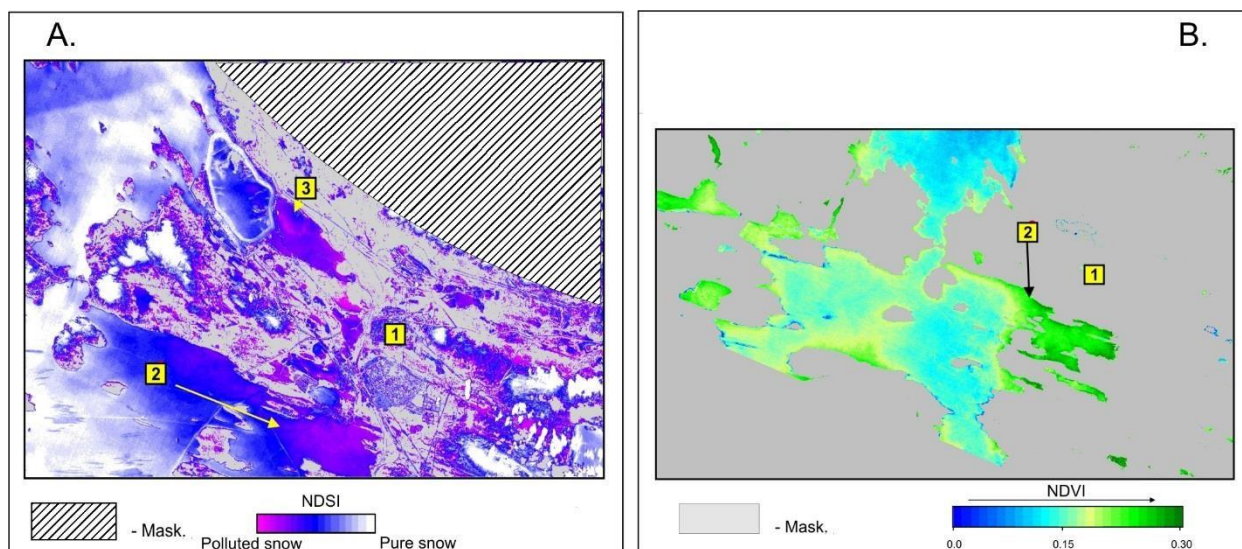 A.
3
1
2
- Mask.
NDSI
Polluted snow
Pure snow
B.
2
1
- Mask.
NDVI
0.0
0.15
0.30